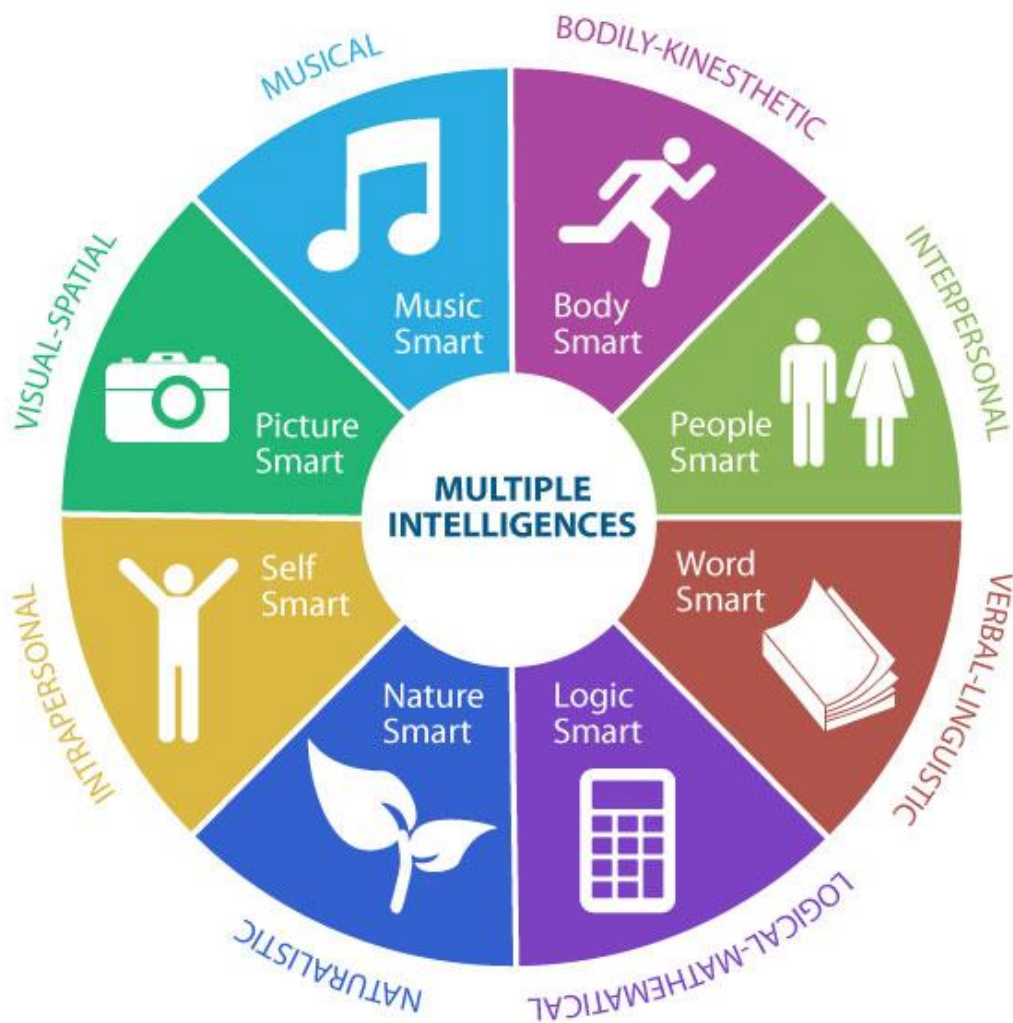 MUSICAL
BODILY-KINESTHETIC
INTERPERSONAL
VERBAL-LINGUISTIC
LOGICAL-MATHEMATICAL
NATURALISTIC
INTRAPERSONAL
VISUAL-SPATIAL
Music
Smart
Body
Smart
People
Smart
Word
Smart
Logic
Smart
Nature
Smart
Self
Smart
Picture
Smart
MULTIPLE
INTELLIGENCES